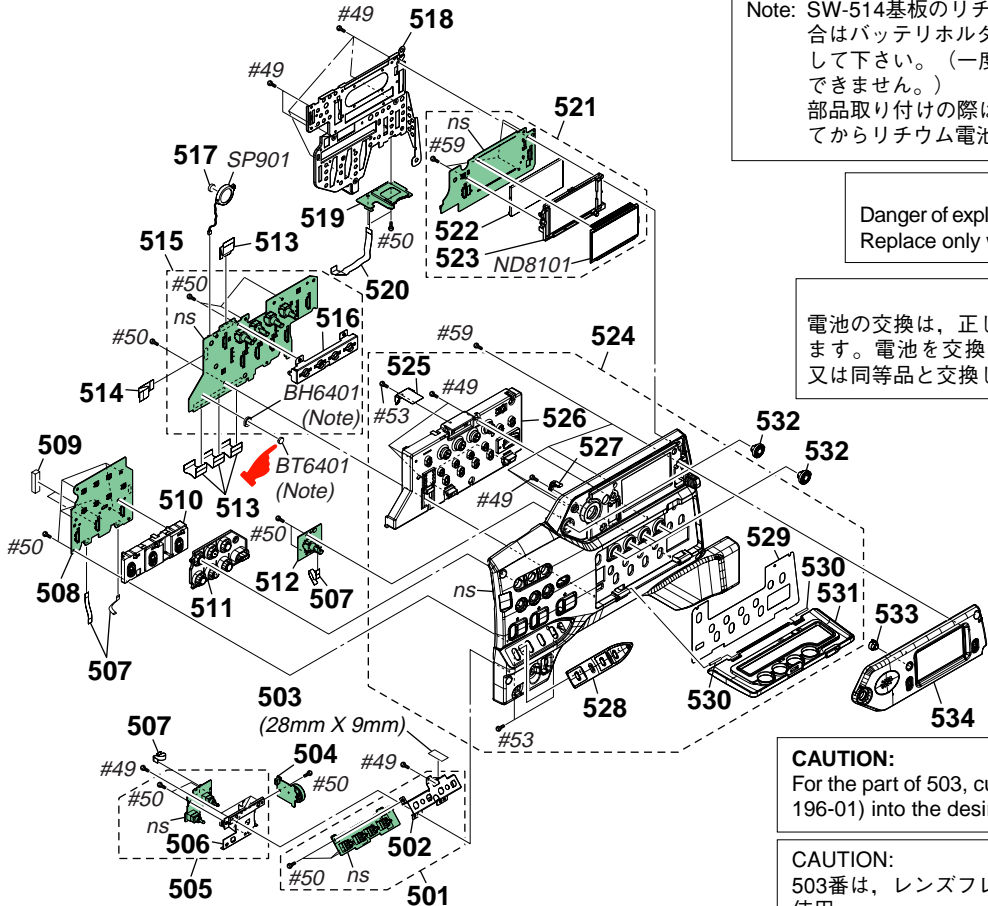 #49
518
#49
517
SP901
519
#50
520
515
513
#50
ns
#50
516
514
BH6401
(Note)
BT6401
(Note)
513
509
510
#50
508
511
#50
512
507
507
ns
#59
521
522
523
ND8101
#59
524
525
#53
#49
526
527
#49
532
532
529
530
531
530
533
534
ns
528
#53
503
(28mm X 9mm)
507
504
#49
#50
#50
ns
506
505
#49
502
#50
ns
501
Note: SW-514基板のリチ
合はバッテリホルダ
して下さい。（一度
できません。）
部品取り付けの際は
てからリチウム電池
Danger of expl
Replace only
電池の交換は，正し
ます。電池を交換
又は同等品と交換し
CAUTION:
For the part of 503, cu
196-01) into the desi
CAUTION:
503番は，レンズフレ